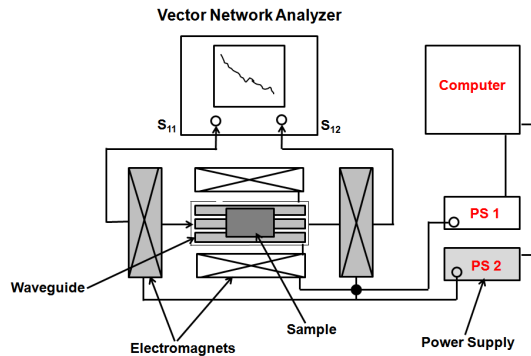 Vector Network Analyzer
Computer
S11
S12
PS 1
PS 2
Waveguide
Sample
Power Supply
Electromagnets